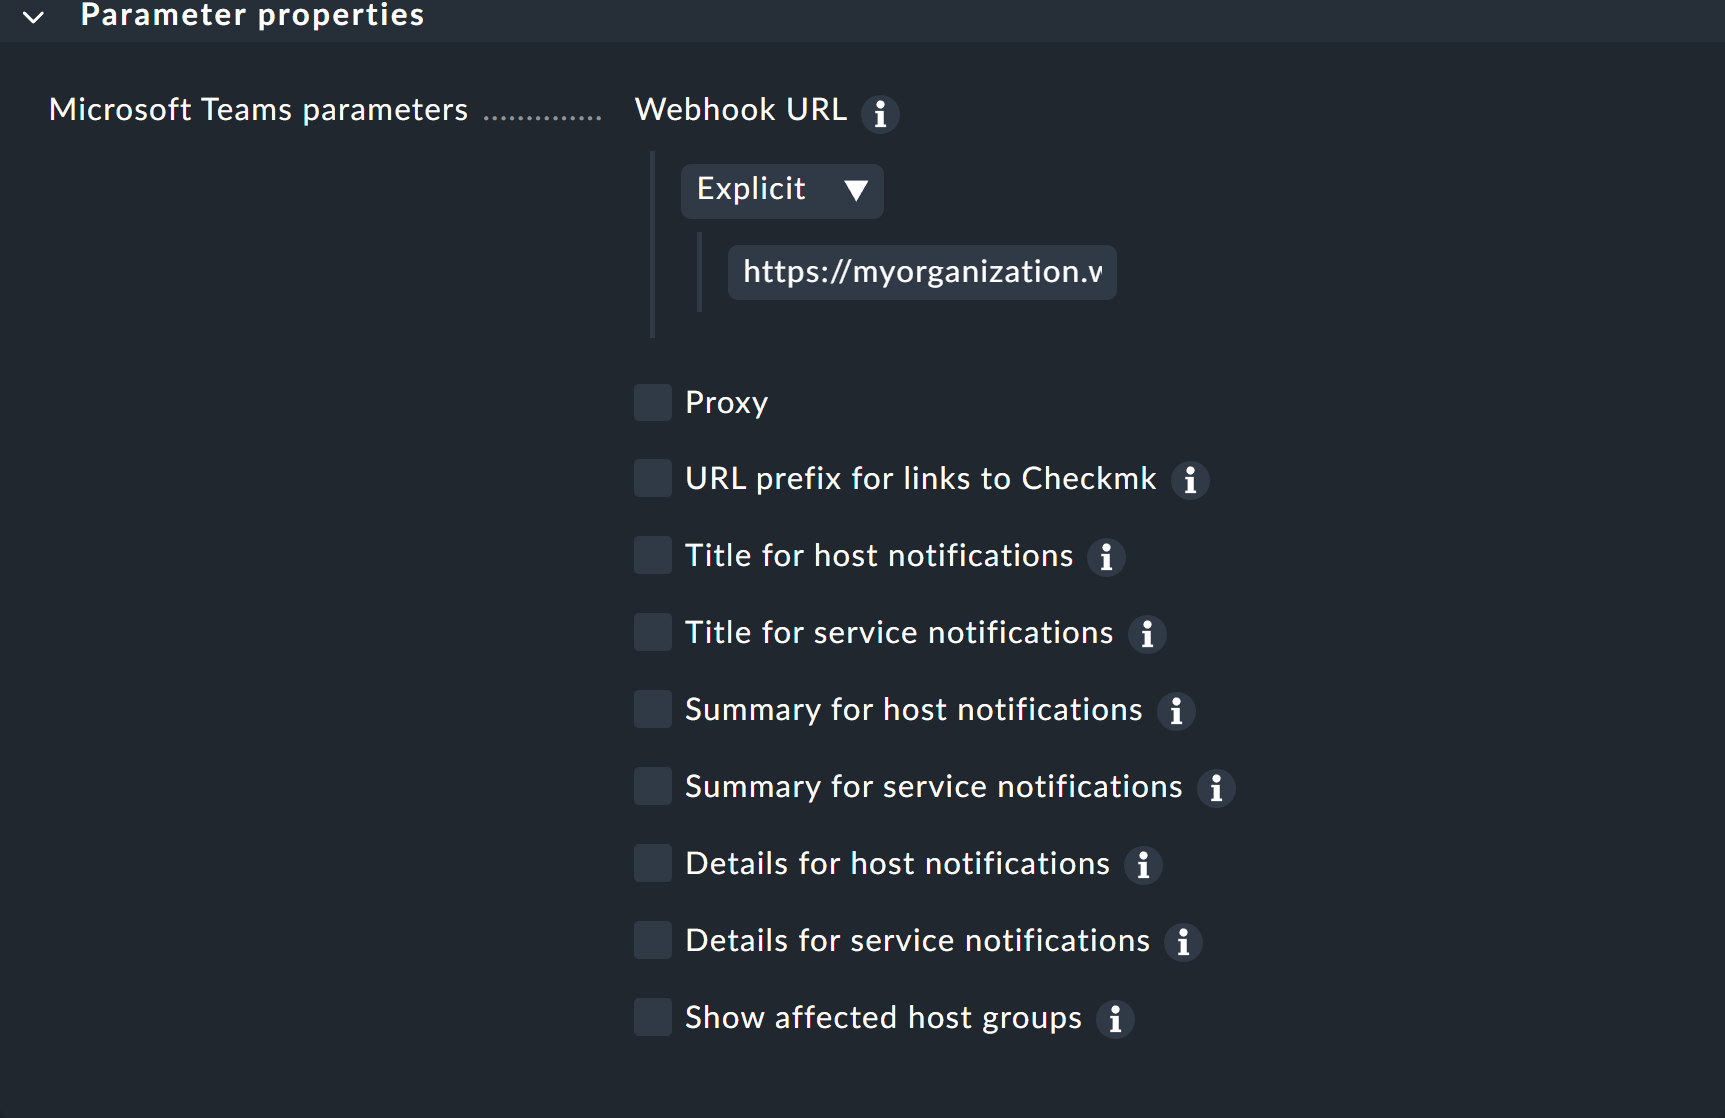 Parameter properties
Microsoft Teams parameters .............. Webhook URL
Explicit
https://myorganization.w
Proxy
URL prefix for links to Checkmk
Title for host notifications
Title for service notifications
Summary for host notifications
Summary for service notifications
Details for host notifications
Details for service notifications
Show affected host groups